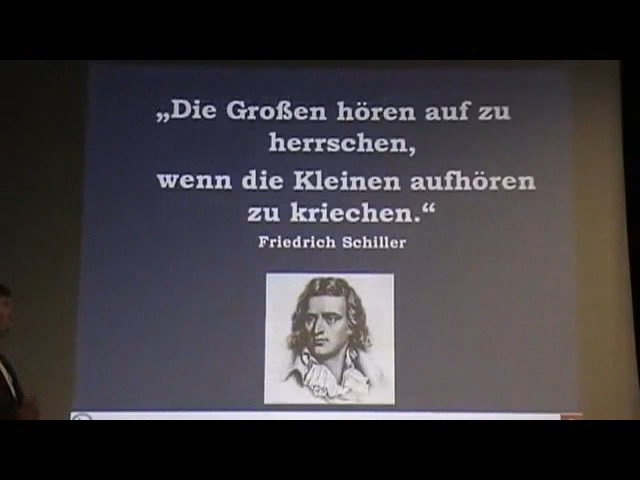 „Die Großen hören auf zu
herrschen,
wenn die Kleinen aufhören
zu kriechen.“
Friedrich Schiller